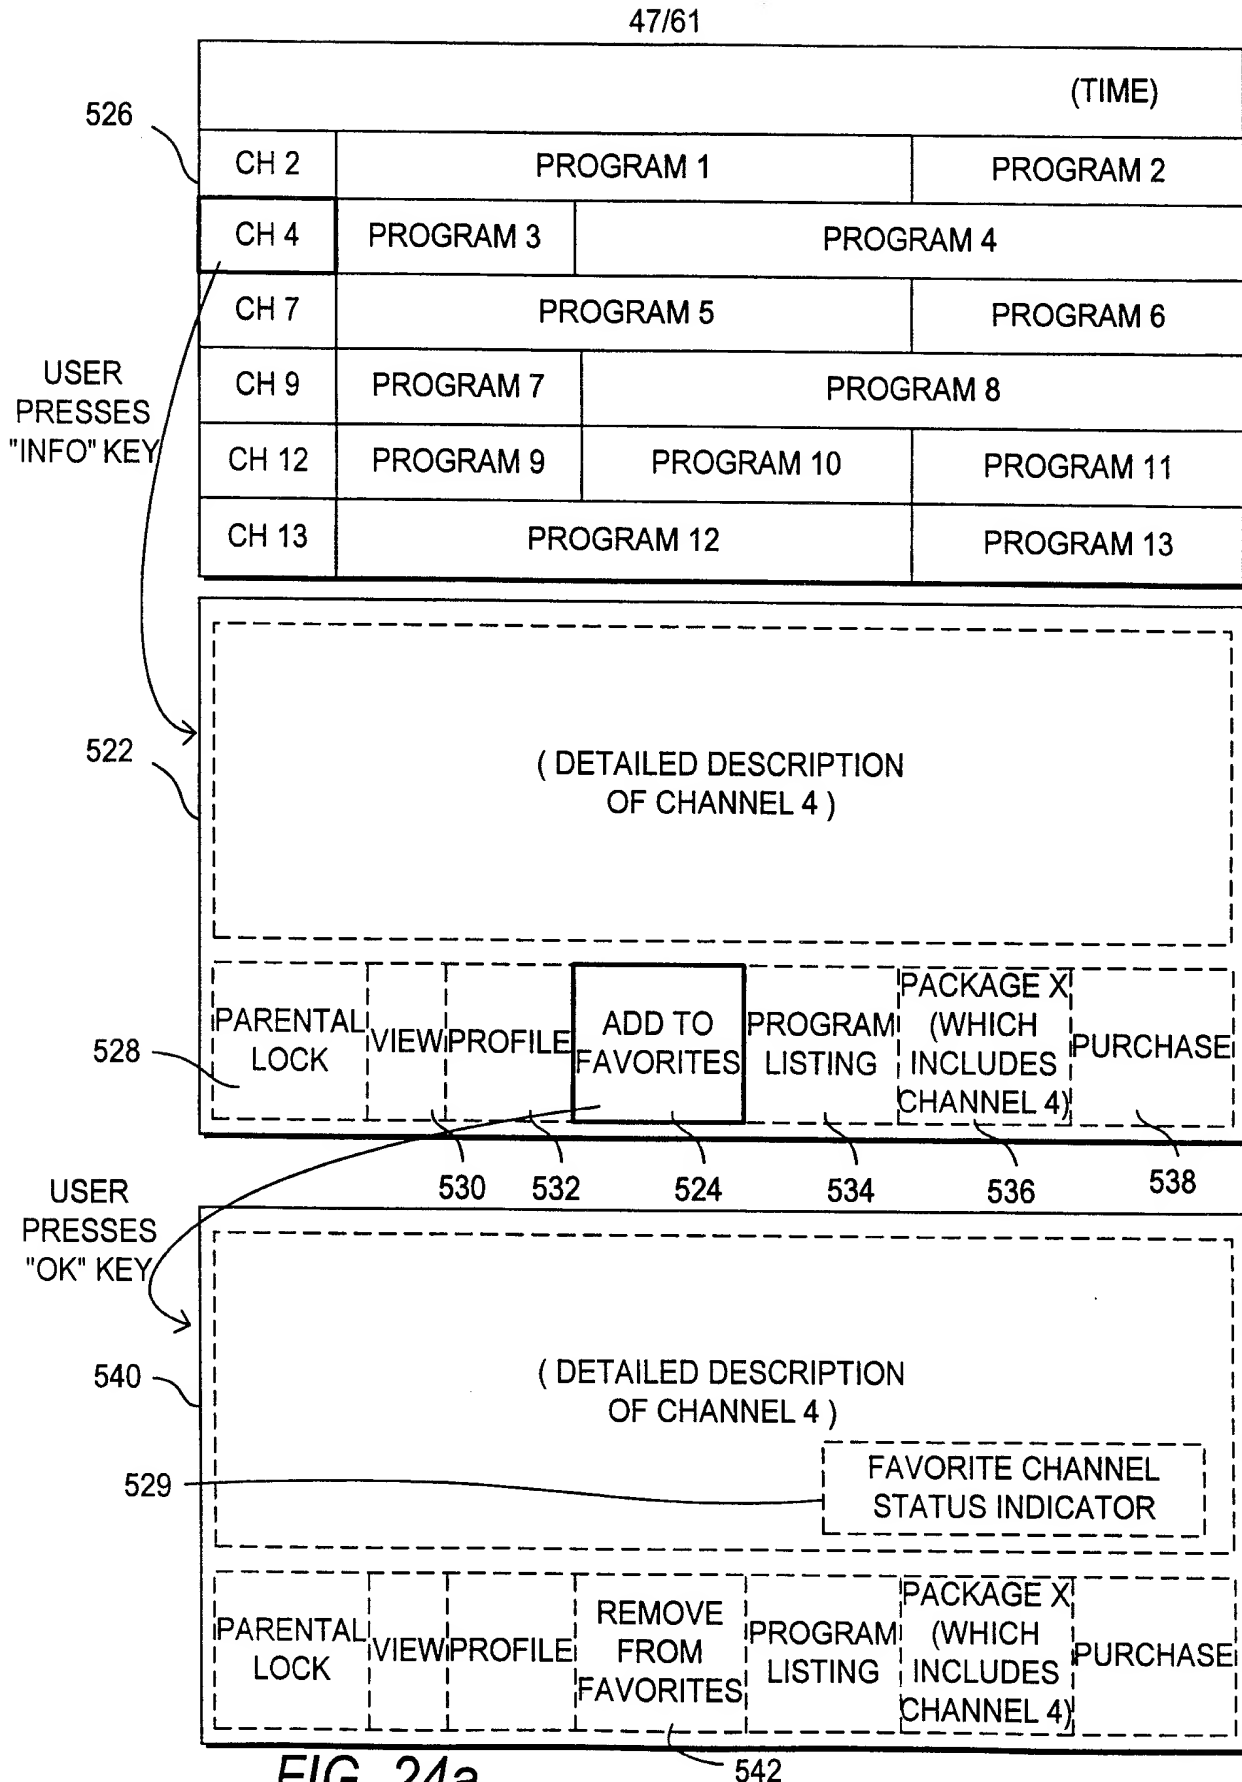 47/61
(TIME)
526
CH 2 PROGRAM 1 PROGRAM 2
CH 4 PROGRAM 3 PROGRAM 4
CH 7 PROGRAM 5 PROGRAM 6
CH 9 PROGRAM 7 PROGRAM 8
CH 12 PROGRAM 9 PROGRAM 10 PROGRAM 11
CH 13 PROGRAM 12 PROGRAM 13
USER
PRESSES
"INFO" KEY
522
( DETAILED DESCRIPTION
OF CHANNEL 4 )
PARENTAL
LOCK
VIEW
PROFILE
ADD TO
FAVORITES
PROGRAM
LISTING
PACKAGE X
(WHICH
INCLUDES
CHANNEL 4)
PURCHASE
528
530 532 524 534 536 538
USER
PRESSES
"OK" KEY
540
( DETAILED DESCRIPTION
OF CHANNEL 4 )
529
FAVORITE CHANNEL
STATUS INDICATOR
PARENTAL
LOCK
VIEW
PROFILE
REMOVE
FROM
FAVORITES
PROGRAM
LISTING
PACKAGE X
(WHICH
INCLUDES
CHANNEL 4)
PURCHASE
542
FIG. 24a